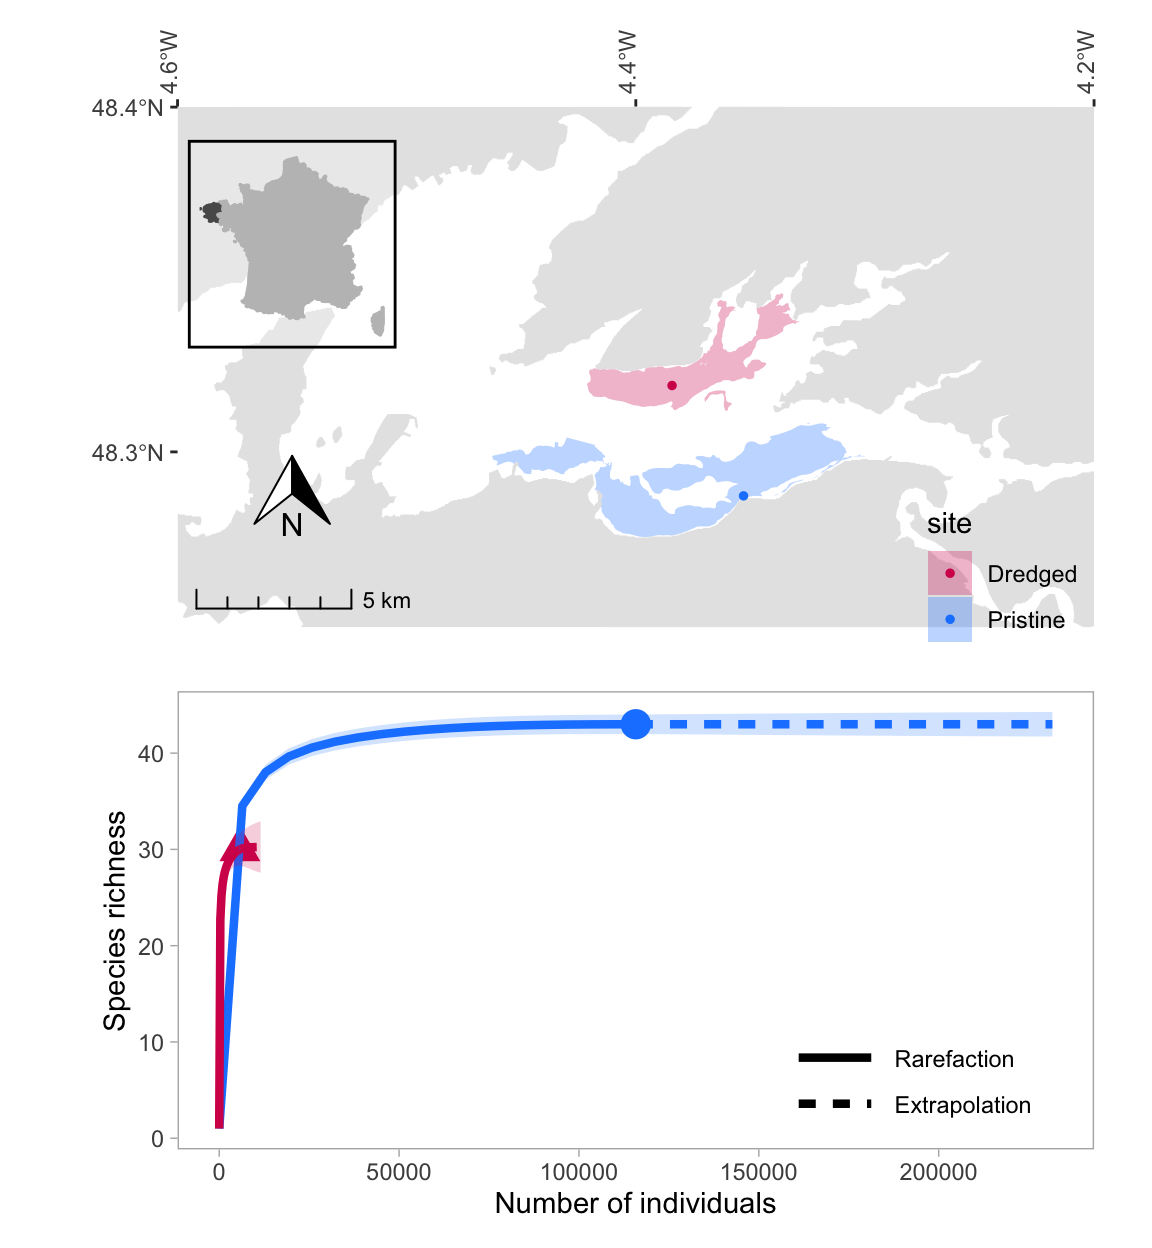 4.6°W
4.4°W
4.2°W
48.4°N
48.3°N
N
5 km
site
Dredged
Pristine
Species richness
40
30
20
10
0
Rarefaction
Extrapolation
0
50000
100000
150000
200000
Number of individuals